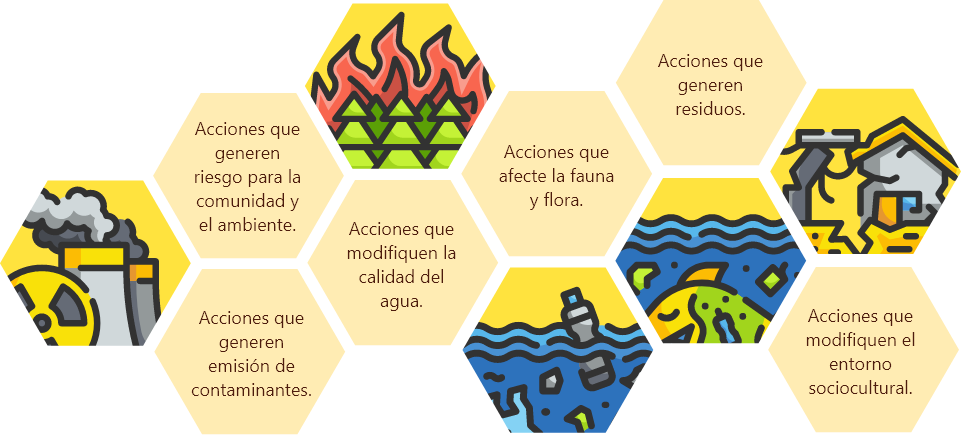 Acciones que
generen
riesgo para la
comunidad y
el ambiente.
Acciones que
generen
emisión de
contaminantes.
Acciones que
modifiquen la
calidad del
agua.
Acciones que
afecte la fauna
y flora.
Acciones que
generen
residuos.
Acciones que
modifiquen el
entorno
sociocultural.